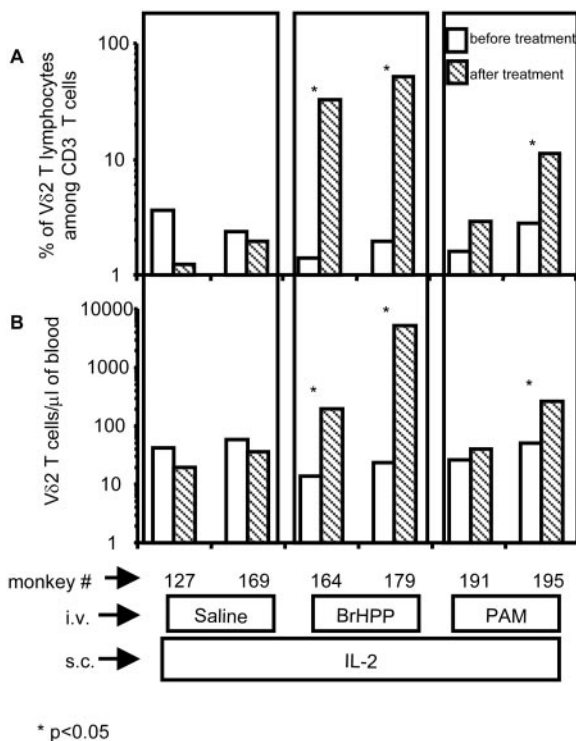 A
% of Vδ2 T lymphocytes
among CD3 T cells
100
10
1
before treatment
after treatment
*
*
*
B
Vδ2 T cells/µl of blood
10000
1000
100
10
1
*
*
*
monkey # 127 169 164 179 191 195
i.v. Saline BrHPP PAM
s.c. IL-2
* p<0.05